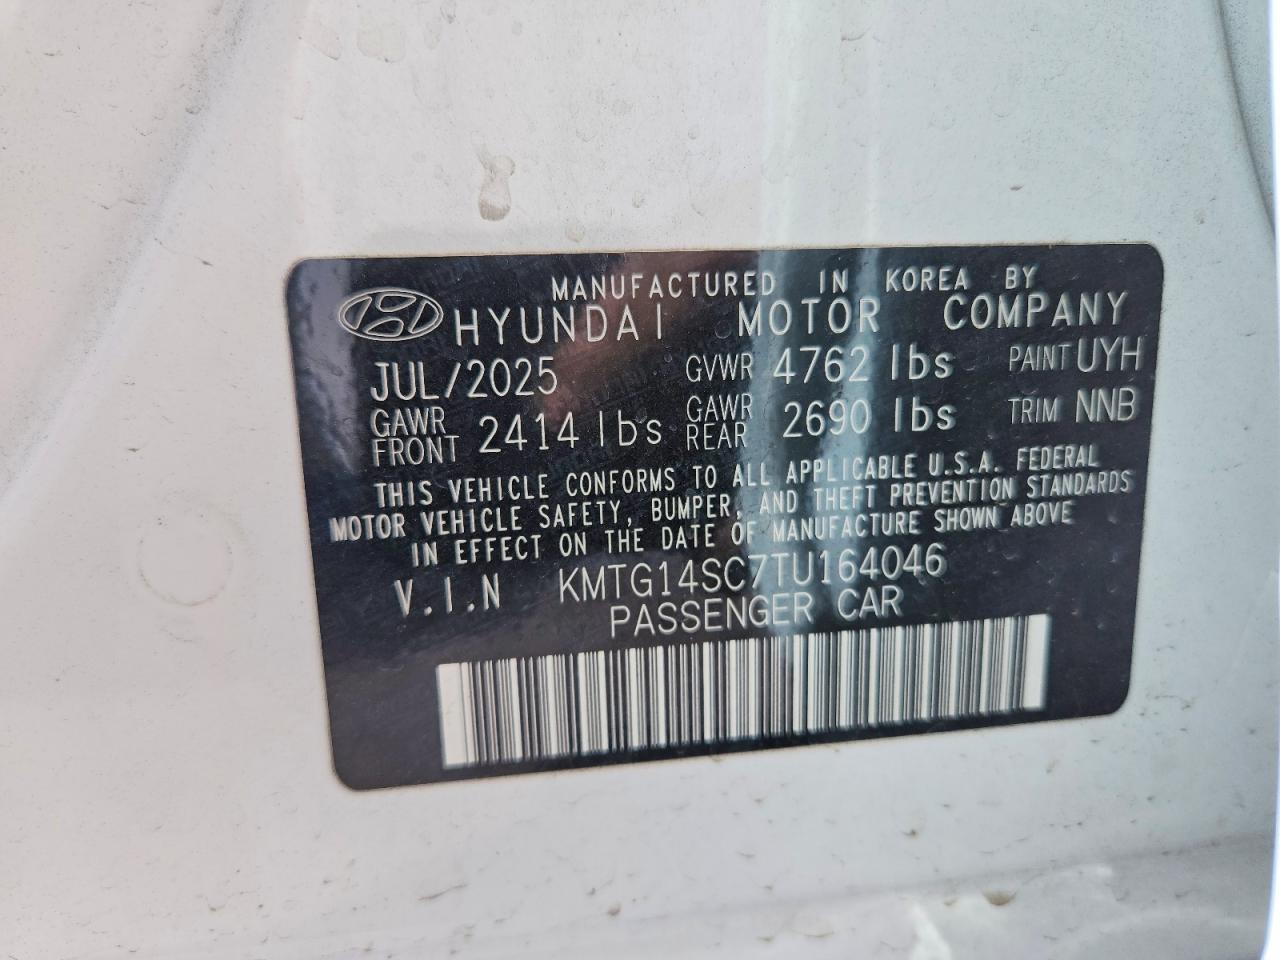 MANUFACTURED IN KOREA BY
HYUNDAI MOTOR COMPANY
JUL/2025 GVWR 4762 lbs PAINT UYH
GAWR FRONT 2414 lbs GAWR REAR 2690 lbs TRIM NNB
THIS VEHICLE CONFORMS TO ALL APPLICABLE U.S.A. FEDERAL
MOTOR VEHICLE SAFETY, BUMPER, AND THEFT PREVENTION STANDARDS
IN EFFECT ON THE DATE OF MANUFACTURE SHOWN ABOVE
V.I.N KMTG14SC7TU164046
PASSENGER CAR